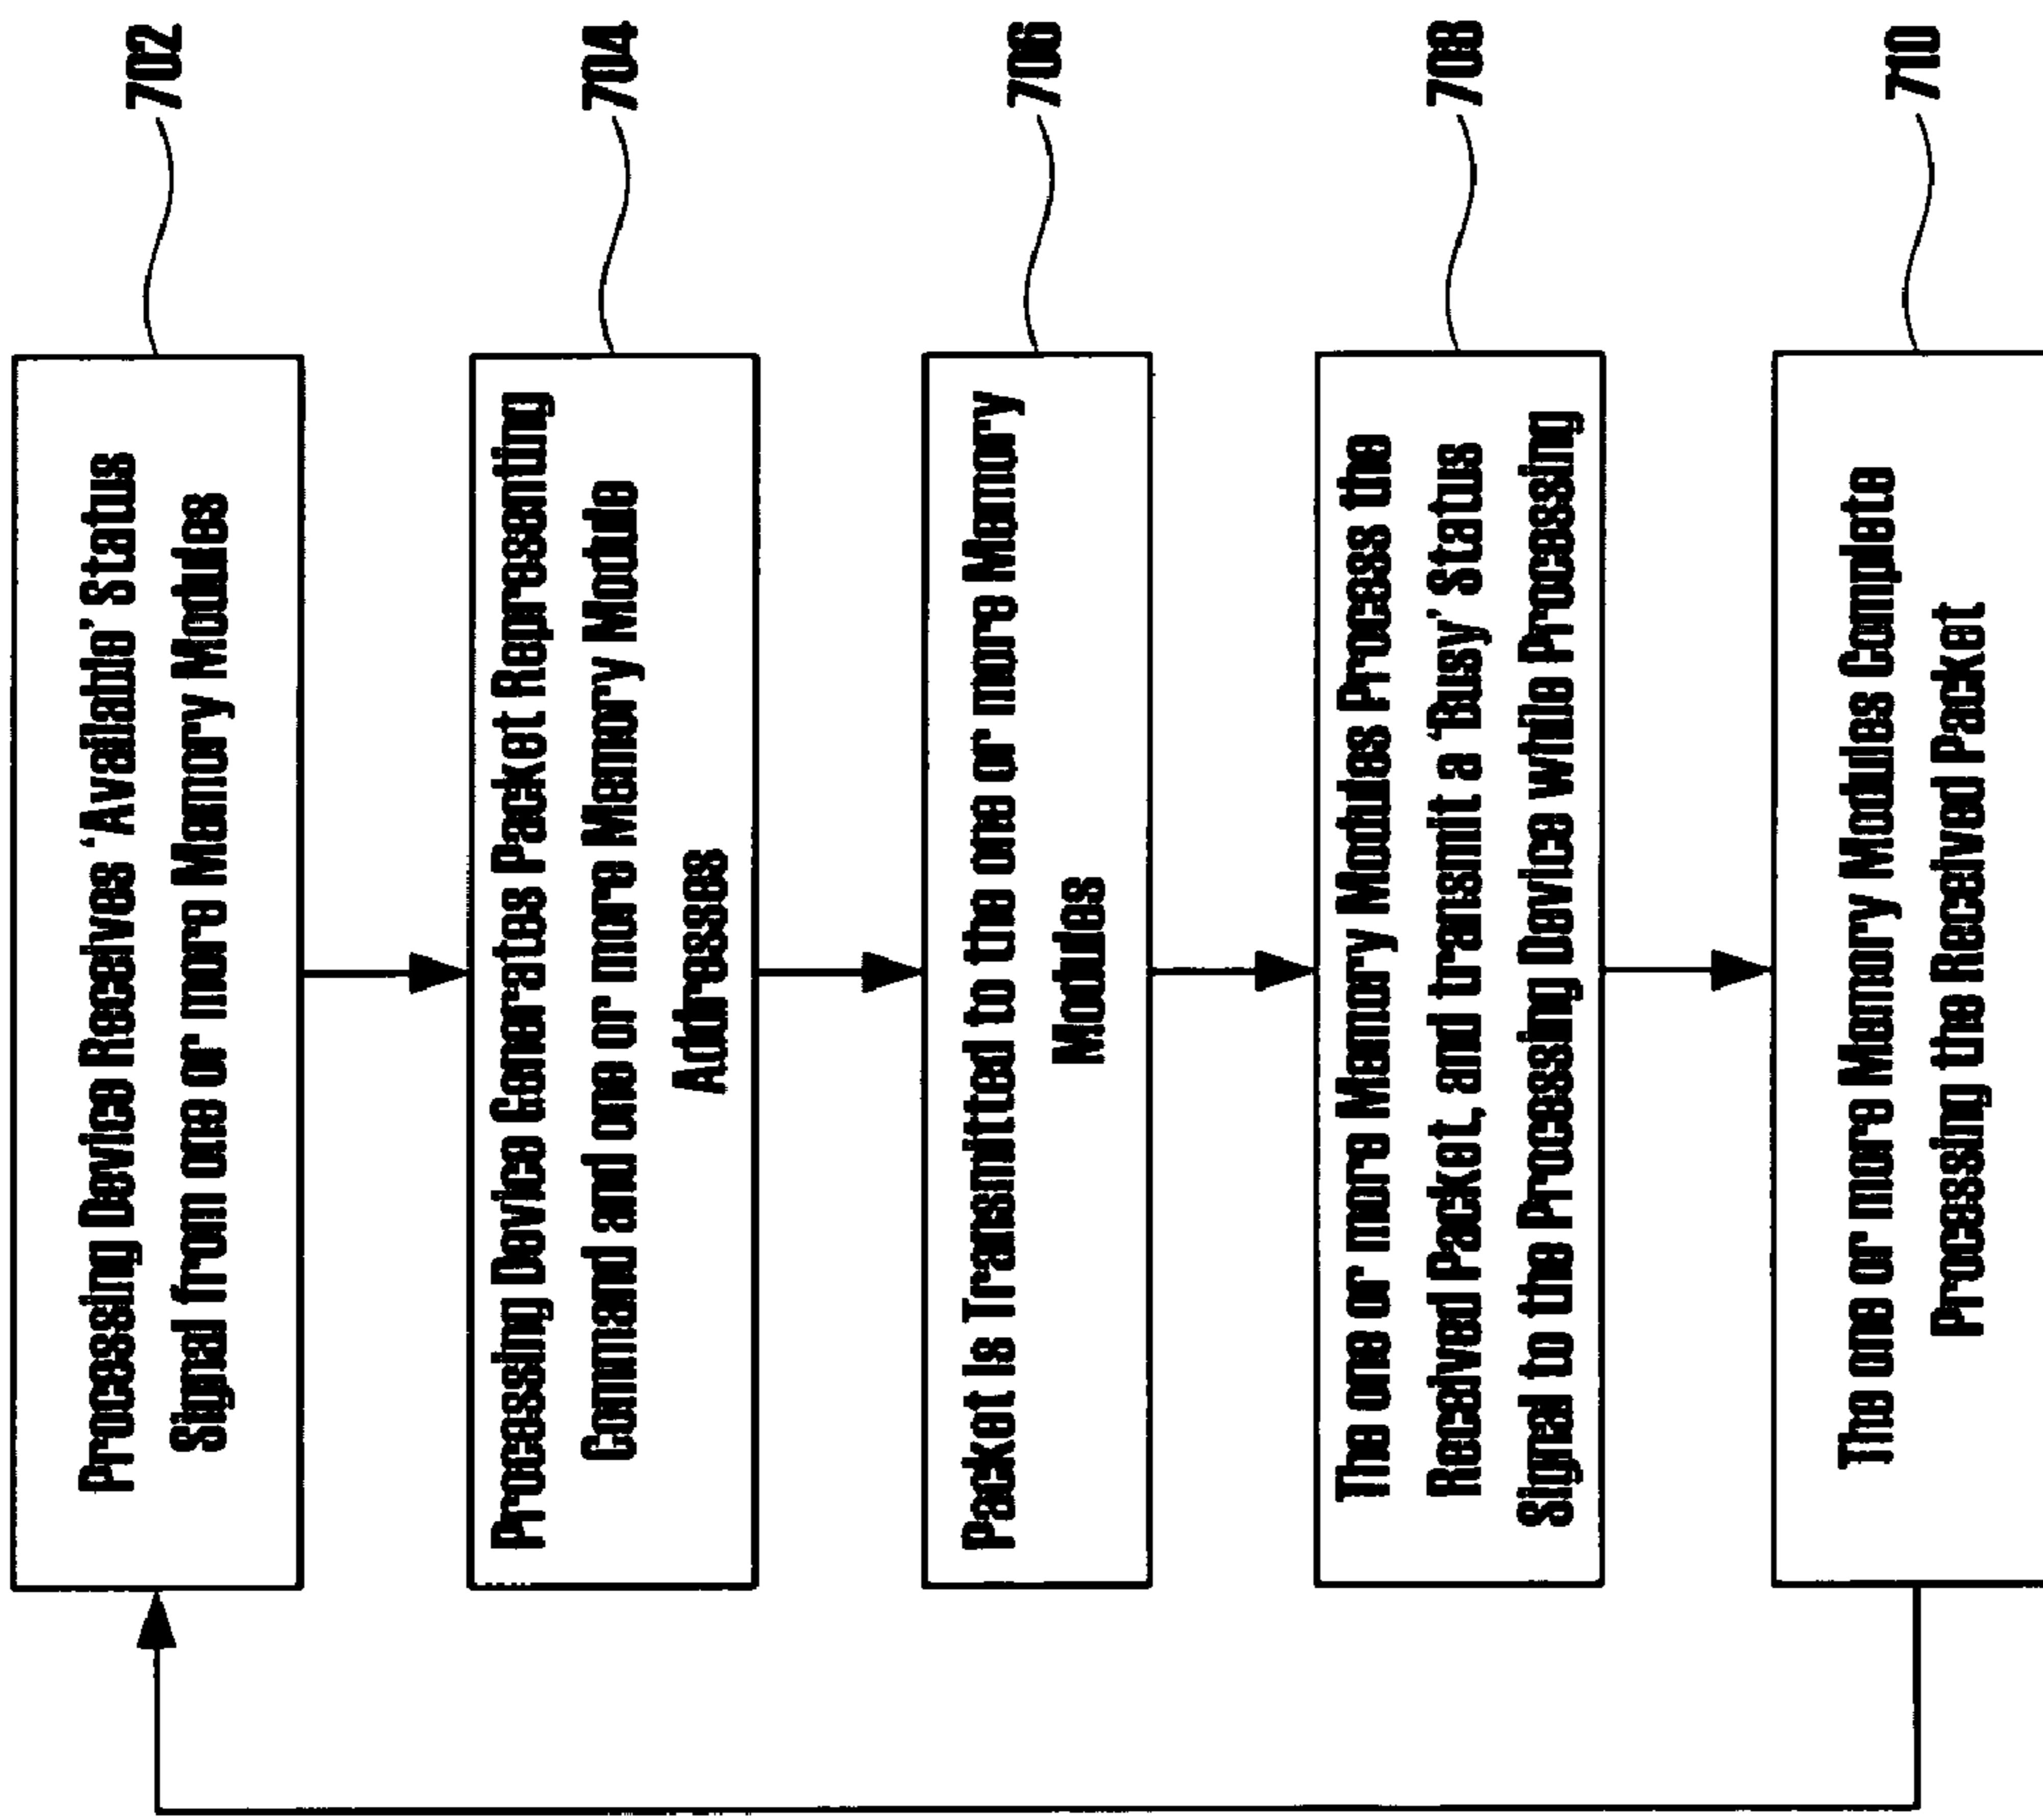 702
Processing Device Receives 'Available' Status
Signal from one or more Memory Modules
704
Processing Device Generates Packet Representing
Command and one or more Memory Module
Addresses
706
Packet Is Transmitted to the one or more Memory
Modules
708
The one or more Memory Modules Process the
Received Packet, and transmit a 'Busy' Status
Signal to the Processing Device while Processing
710
The one or more Memory Modules Complete
Processing the Received Packet